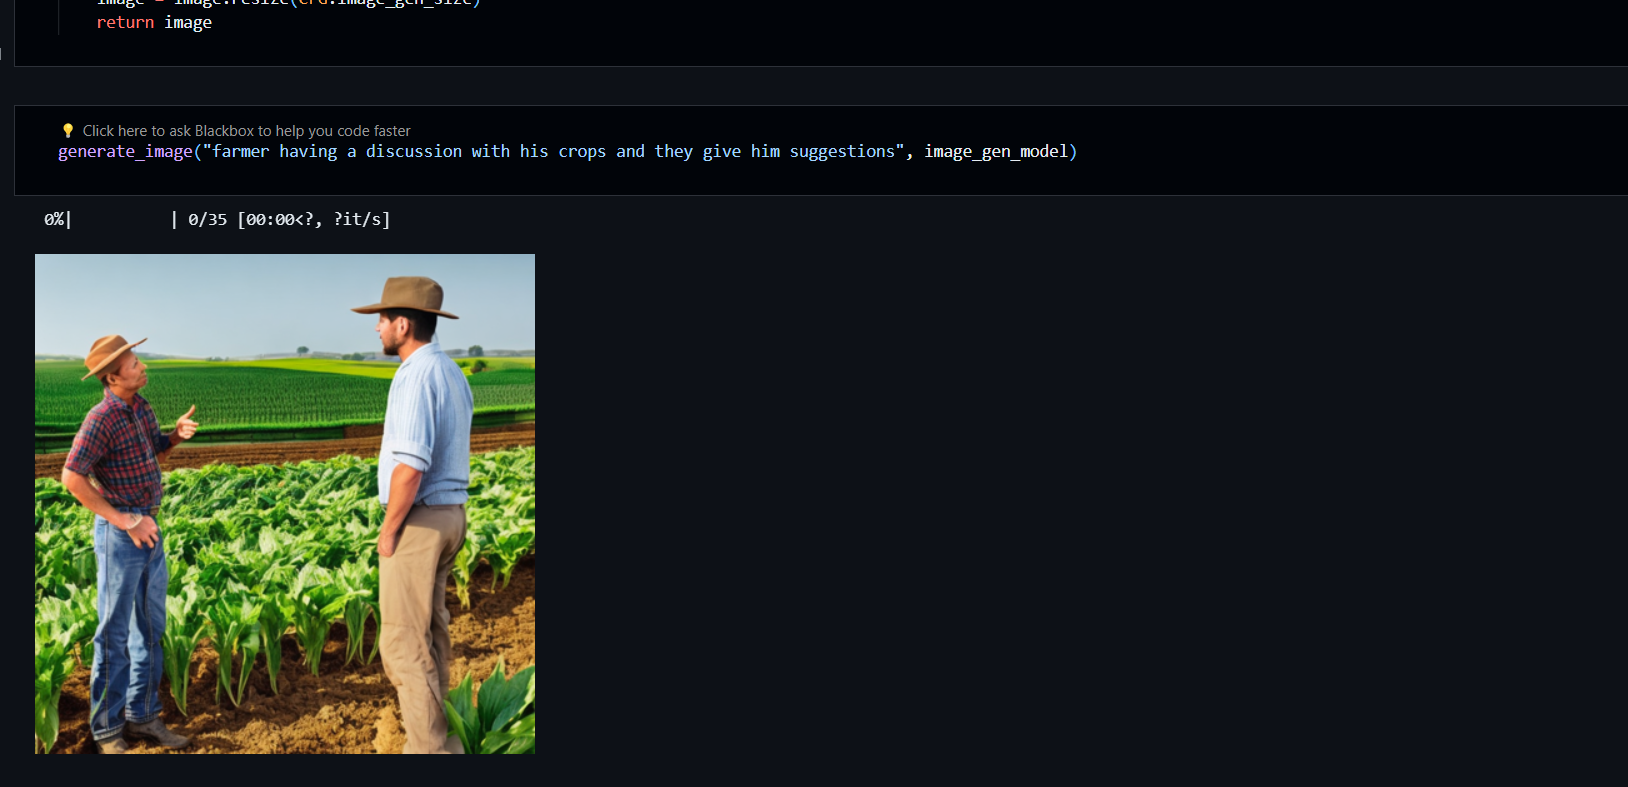 image = image.resize(CFG.image_gen_size)
return image
💡 Click here to ask Blackbox to help you code faster
generate_image("farmer having a discussion with his crops and they give him suggestions", image_gen_model)
0%| | 0/35 [00:00<?, ?it/s]